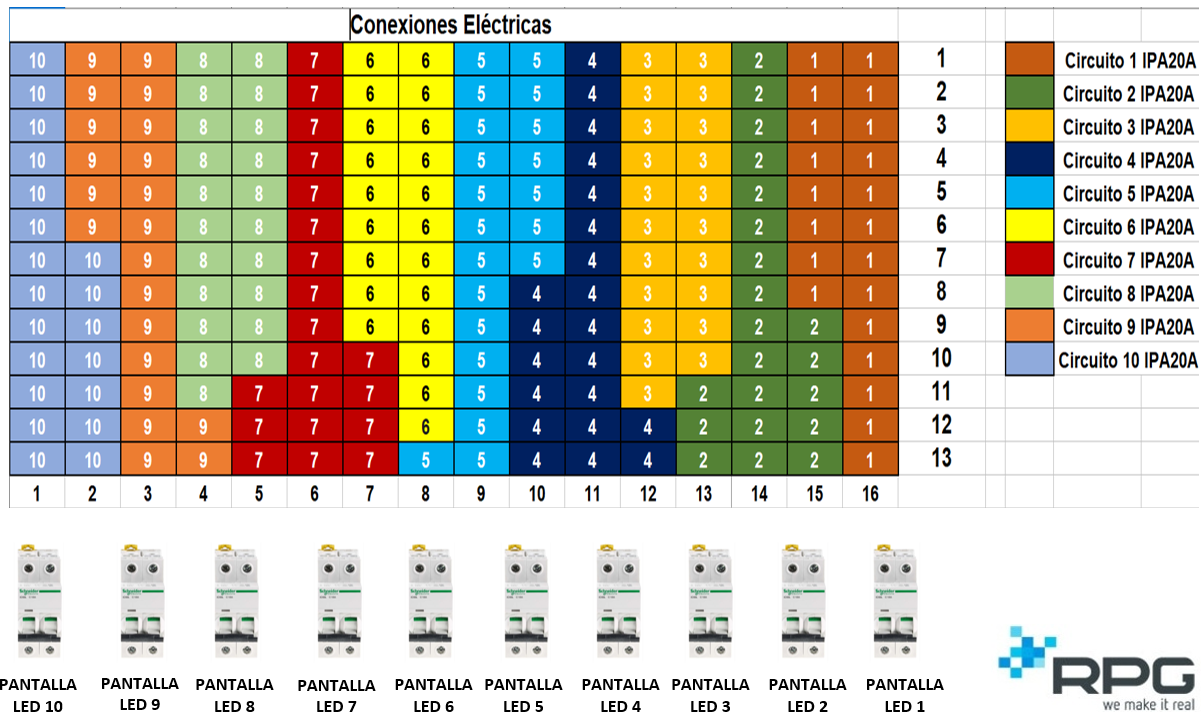 Conexiones Eléctricas
10 9 9 8 8 7 6 6 5 5 4 3 3 2 1 1 1 Circuito 1 IPA20A
10 9 9 8 8 7 6 6 5 5 4 3 3 2 1 1 2 Circuito 2 IPA20A
10 9 9 8 8 7 6 6 5 5 4 3 3 2 1 1 3 Circuito 3 IPA20A
10 9 9 8 8 7 6 6 5 5 4 3 3 2 1 1 4 Circuito 4 IPA20A
10 9 9 8 8 7 6 6 5 5 4 3 3 2 1 1 5 Circuito 5 IPA20A
10 9 9 8 8 7 6 6 5 5 4 3 3 2 1 1 6 Circuito 6 IPA20A
10 10 9 8 8 7 6 6 5 5 4 3 3 2 1 1 7 Circuito 7 IPA20A
10 10 9 8 8 7 6 6 5 4 4 3 3 2 1 1 8 Circuito 8 IPA20A
10 10 9 8 8 7 6 6 5 4 4 3 3 2 2 1 9 Circuito 9 IPA20A
10 10 9 8 8 7 7 6 5 4 4 3 3 2 2 1 10 Circuito 10 IPA20A
10 10 9 8 7 7 7 6 5 4 4 3 2 2 2 1 11
10 10 9 9 7 7 7 6 5 4 4 4 2 2 2 1 12
10 10 9 9 7 7 7 5 5 4 4 4 2 2 2 1 13
1 2 3 4 5 6 7 8 9 10 11 12 13 14 15 16
PANTALLA LED 10
PANTALLA LED 9
PANTALLA LED 8
PANTALLA LED 7
PANTALLA LED 6
PANTALLA LED 5
PANTALLA LED 4
PANTALLA LED 3
PANTALLA LED 2
PANTALLA LED 1
RPG
we make it real